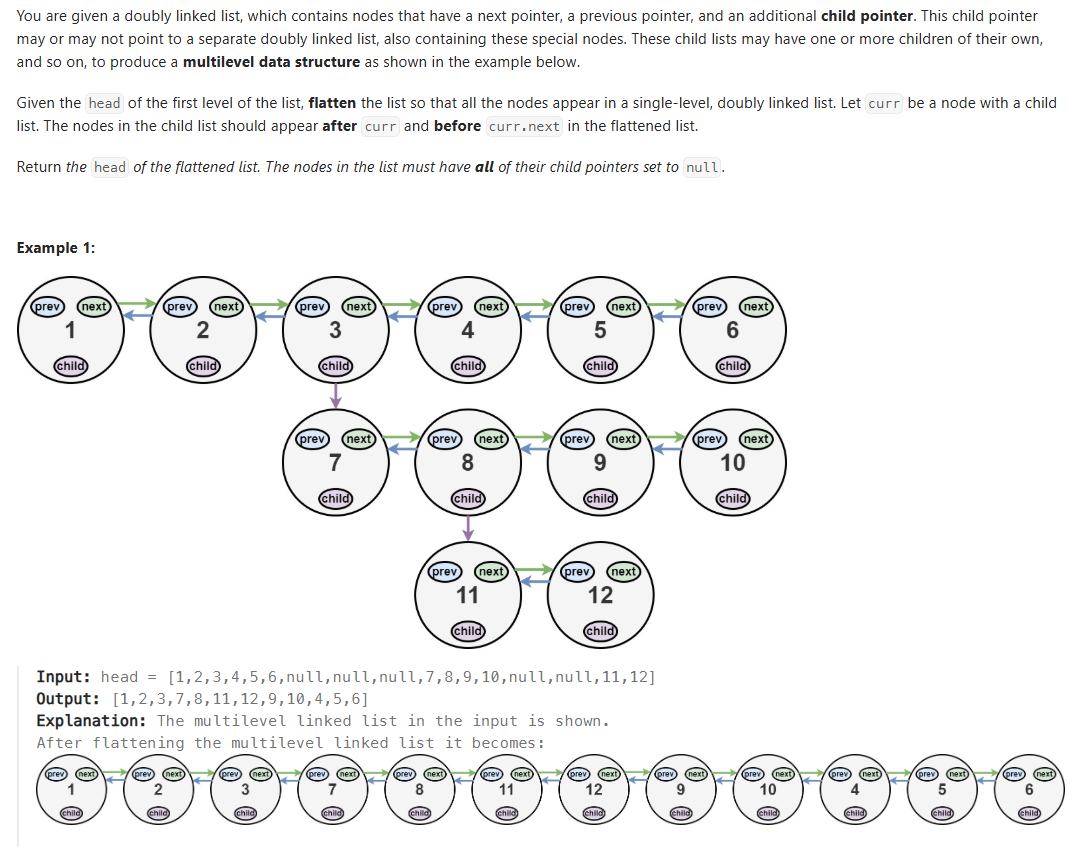 You are given a doubly linked list, which contains nodes that have a next pointer, a previous pointer, and an additional child pointer. This child pointer
may or may not point to a separate doubly linked list, also containing these special nodes. These child lists may have one or more children of their own,
and so on, to produce a multilevel data structure as shown in the example below.
Given the head of the first level of the list, flatten the list so that all the nodes appear in a single-level, doubly linked list. Let curr be a node with a child
list. The nodes in the child list should appear after curr and before curr.next in the flattened list.
Return the head of the flattened list. The nodes in the list must have all of their child pointers set to null.
Example 1:
prev next prev next prev next prev next prev next prev next
1 2 3 4 5 6
child child child child child child
prev next prev next prev next prev next
7 8 9 10
child child child child
prev next prev next
11 12
child child
Input: head = [1,2,3,4,5,6,null,null,null,7,8,9,10,null,null,11,12]
Output: [1,2,3,7,8,11,12,9,10,4,5,6]
Explanation: The multilevel linked list in the input is shown.
After flattening the multilevel linked list it becomes:
prev next prev next prev next prev next prev next prev next prev next prev next prev next prev next prev next prev next
1 2 3 7 8 11 12 9 10 4 5 6
child child child child child child child child child child child child